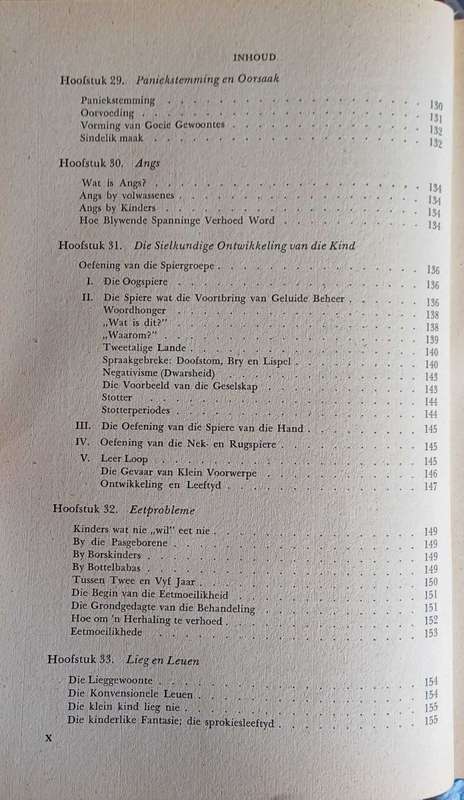 INHOUD
Hoofstuk 29. Paniekstemming en Oorsaak
Paniekstemming . . . . . . . . . . . . . . . . 130
Oorvoeding . . . . . . . . . . . . . . . . 131
Vorming van Goeie Gewoontes . . . . . . . . . . . . 132
Sindelik maak . . . . . . . . . . . . . . . . 132
Hoofstuk 30. Angs
Wat is Angs? . . . . . . . . . . . . . . . . 134
Angs by volwassenes . . . . . . . . . . . . . . 134
Angs by Kinders . . . . . . . . . . . . . . . 134
Hoe Blywende Spanninge Verhoed Word . . . . . . . . 134
Hoofstuk 31. Die Sielkundige Ontwikkeling van die Kind
Oefening van die Spiergroepe . . . . . . . . . . . . 136
I. Die Oogspiere . . . . . . . . . . . . . . . 136
II. Die Spiere wat die Voortbring van Geluide Beheer . . . . 136
Woordhonger . . . . . . . . . . . . . . . 138
„Wat is dit?” . . . . . . . . . . . . . . . 138
„Waarom?” . . . . . . . . . . . . . . . 139
Tweetalige Lande . . . . . . . . . . . . . . 140
Spraakgebreke: Doofstom, Bry en Lispel . . . . . . . 140
Negativisme (Dwarsheid) . . . . . . . . . . . . 143
Die Voorbeeld van die Geselskap . . . . . . . . . 143
Stotter . . . . . . . . . . . . . . . . 144
Stotterperiodes . . . . . . . . . . . . . . 144
III. Die Oefening van die Spiere van die Hand . . . . . . 145
IV. Oefening van die Nek- en Rugspiere . . . . . . . . 145
V. Leer Loop . . . . . . . . . . . . . . . 145
Die Gevaar van Klein Voorwerpe . . . . . . . . . 146
Ontwikkeling en Leeftyd . . . . . . . . . . . . 147
Hoofstuk 32. Eetprobleme
Kinders wat nie „wil” eet nie . . . . . . . . . . . . 149
By die Pasgeborene . . . . . . . . . . . . . . 149
By Borskinders . . . . . . . . . . . . . . . 149
By Bottelbabas . . . . . . . . . . . . . . . 149
Tussen Twee en Vyf Jaar . . . . . . . . . . . . . 150
Die Begin van die Eetmoeilikheid . . . . . . . . . . 151
Die Grondgedagte van die Behandeling . . . . . . . . 151
Hoe om 'n Herhaling te verhoed . . . . . . . . . . 152
Eetmoeilikhede . . . . . . . . . . . . . . . 153
Hoofstuk 33. Lieg en Leuen
Die Lieggewoonte . . . . . . . . . . . . . . . 154
Die Konvensionele Leuen . . . . . . . . . . . . . 154
Die klein kind lieg nie . . . . . . . . . . . . . . 155
Die kinderlike Fantasie; die sprokiesleeftyd . . . . . . . . 155
X